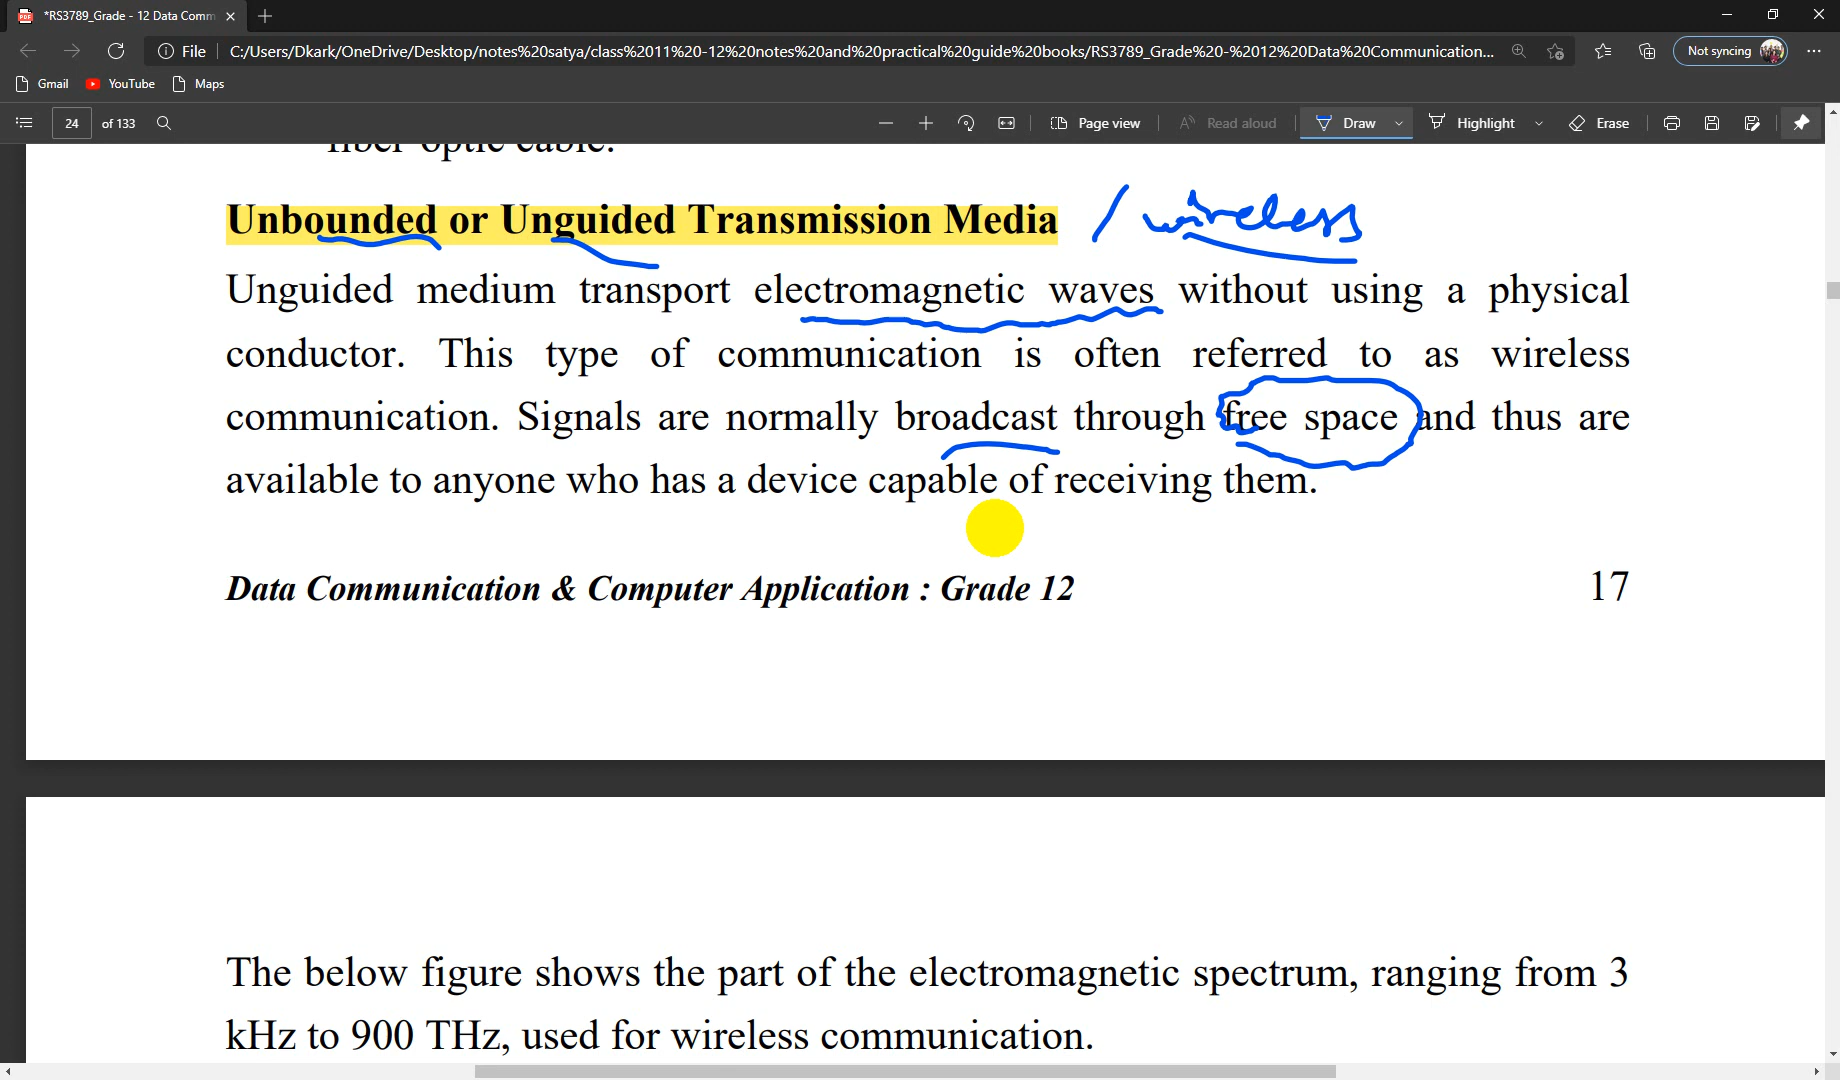 *RS3789_Grade - 12 Data Comm
File C:/Users/Dkark/OneDrive/Desktop/notes%20satya/class%2011%20-12%20notes%20and%20practical%20guide%20books/RS3789_Grade%20-%2012%20Data%20Communication... Not syncing
Gmail YouTube Maps
24 of 133 Page view Read aloud Draw Highlight Erase
fiber optic cable.
Unbounded or Unguided Transmission Media / wireless
Unguided medium transport electromagnetic waves without using a physical
conductor. This type of communication is often referred to as wireless
communication. Signals are normally broadcast through free space and thus are
available to anyone who has a device capable of receiving them.
Data Communication & Computer Application : Grade 12 17
The below figure shows the part of the electromagnetic spectrum, ranging from 3
kHz to 900 THz, used for wireless communication.